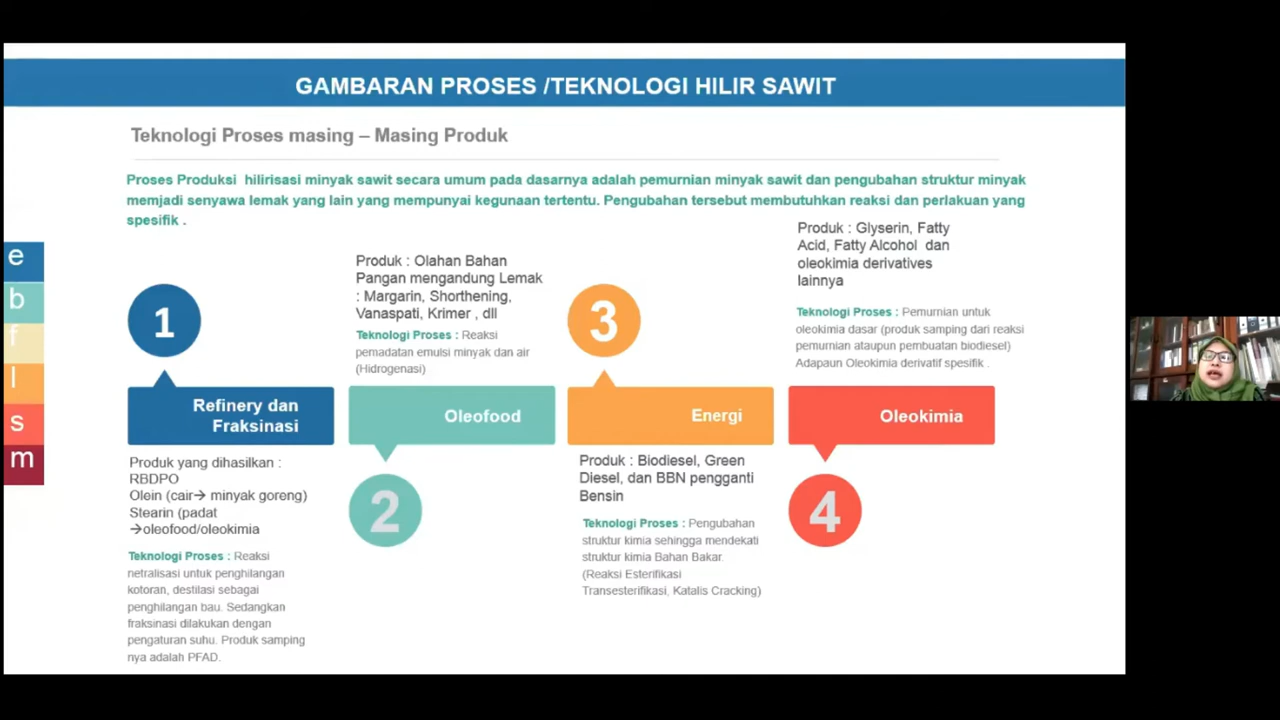 GAMBARAN PROSES /TEKNOLOGI HILIR SAWIT
Teknologi Proses masing – Masing Produk
Proses Produksi hilirisasi minyak sawit secara umum pada dasarnya adalah pemurnian minyak sawit dan pengubahan struktur minyak
memjadi senyawa lemak yang lain yang mempunyai kegunaan tertentu. Pengubahan tersebut membutuhkan reaksi dan perlakuan yang
spesifik .
e
b
f
l
s
m
1
Refinery dan
Fraksinasi
Produk yang dihasilkan :
RBDPO
Olein (cair→ minyak goreng)
Stearin (padat
→oleofood/oleokimia
Teknologi Proses : Reaksi
netralisasi untuk penghilangan
kotoran, destilasi sebagai
penghilangan bau. Sedangkan
fraksinasi dilakukan dengan
pengaturan suhu. Produk samping
nya adalah PFAD.
Produk : Olahan Bahan
Pangan mengandung Lemak
: Margarin, Shorthening,
Vanaspati, Krimer , dll
Teknologi Proses : Reaksi
pemadatan emulsi minyak dan air
(Hidrogenasi)
Oleofood
2
3
Energi
Produk : Biodiesel, Green
Diesel, dan BBN pengganti
Bensin
Teknologi Proses : Pengubahan
struktur kimia sehingga mendekati
struktur kimia Bahan Bakar.
(Reaksi Esterifikasi
Transesterifikasi, Katalis Cracking)
Produk : Glyserin, Fatty
Acid, Fatty Alcohol dan
oleokimia derivatives
lainnya
Teknologi Proses : Pemurnian untuk
oleokimia dasar (produk samping dari reaksi
pemurnian ataupun pembuatan biodiesel)
Adapaun Oleokimia derivatif spesifik .
Oleokimia
4